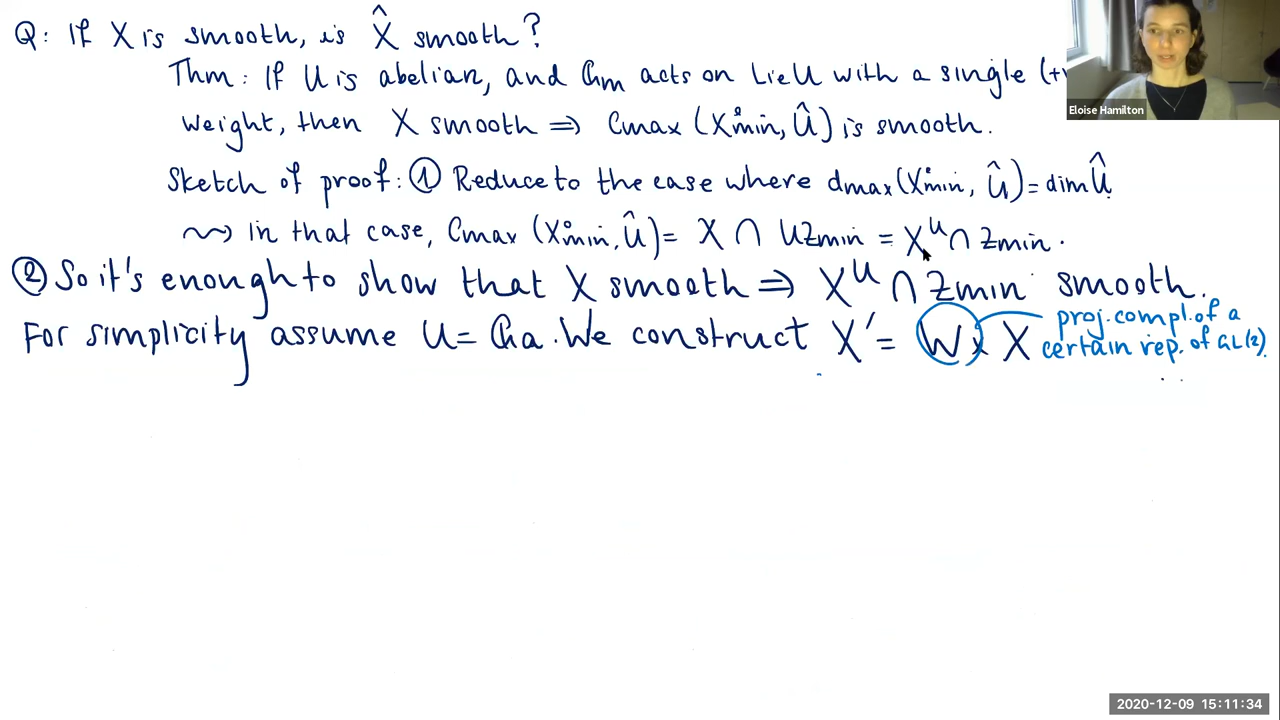 Q: If X is smooth, is X̂ smooth?
Thm: If U is abelian, and Gm acts on Lie U with a single (+v
weight, then X smooth ⇒ Cmax (X°min, Û) is smooth.
Sketch of proof: ① Reduce to the case where dmax(X°min, Û) = dim Û
⇝ in that case, Cmax (X°min, Û) = X ∩ UZmin = X^U ∩ Zmin.
② So it's enough to show that X smooth ⇒ X^U ∩ Zmin smooth.
For simplicity assume U = Ga. We construct X' = W × X
proj. compl. of a
certain rep. of GL(2).
Eloise Hamilton
2020-12-09 15:11:34